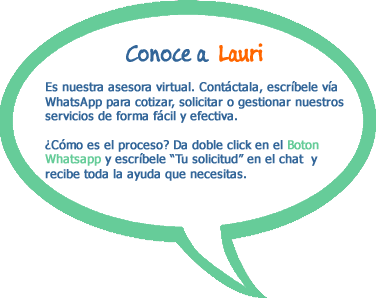 Conoce a Lauri
Es nuestra asesora virtual. Contáctala, escríbele vía
WhatsApp para cotizar, solicitar o gestionar nuestros
servicios de forma fácil y efectiva.
¿Cómo es el proceso? Da doble click en el Boton
Whatsapp y escríbele “Tu solicitud” en el chat y
recibe toda la ayuda que necesitas.